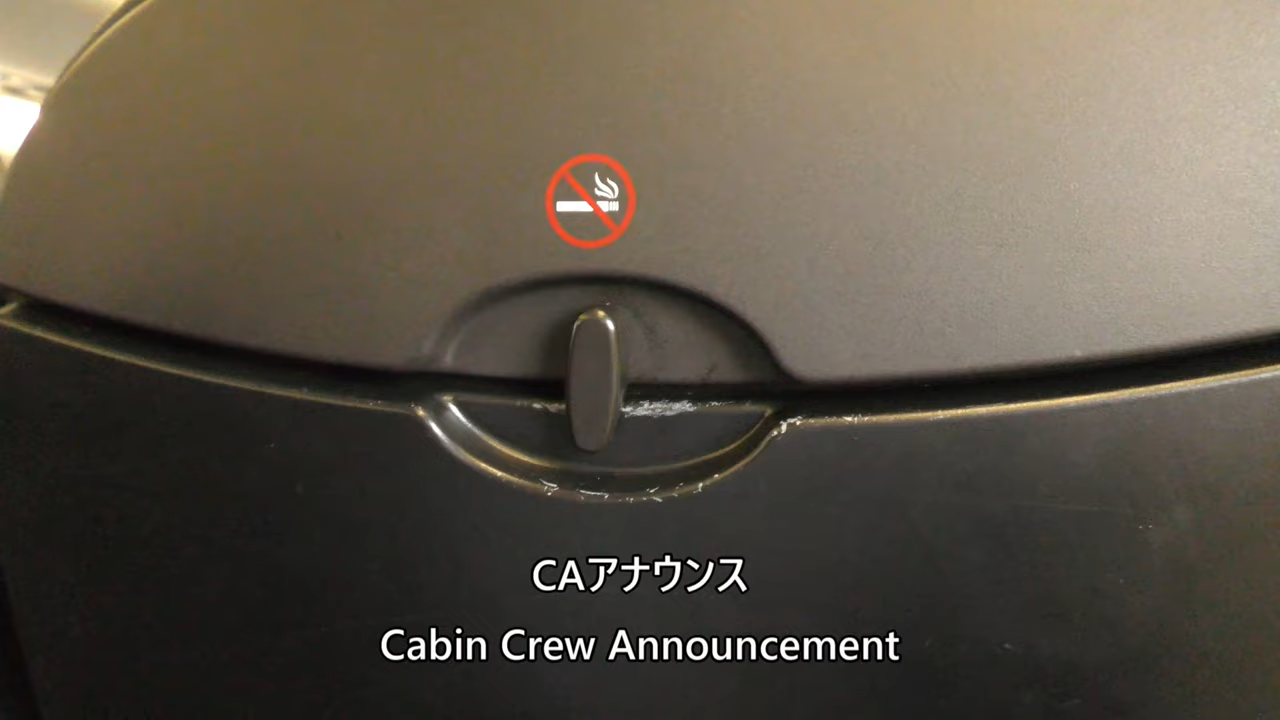 CAアナウンス
Cabin Crew Announcement